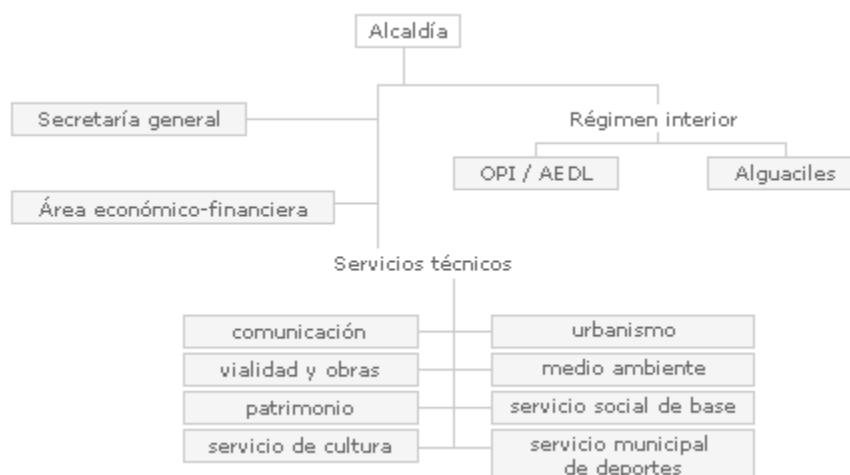 Alcaldía
Secretaría general
Régimen interior
OPI / AEDL
Alguaciles
Área económico-financiera
Servicios técnicos
comunicación
urbanismo
vialidad y obras
medio ambiente
patrimonio
servicio social de base
servicio de cultura
servicio municipal
de deportes